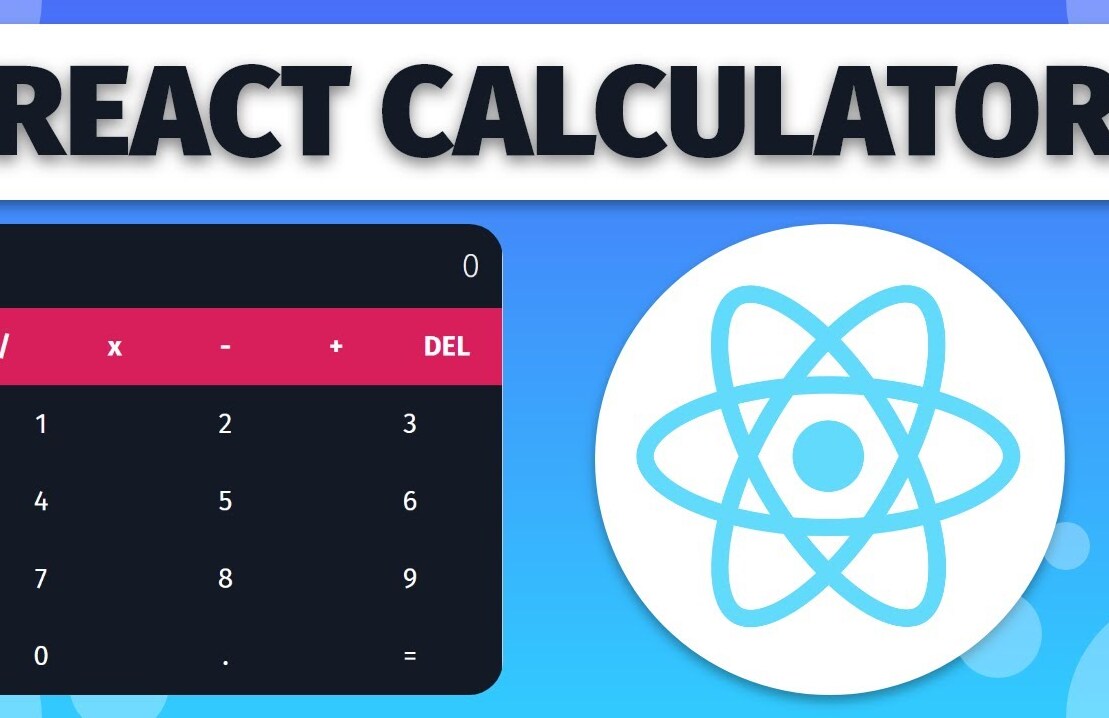 REACT CALCULATOR
0
/ x - + DEL
1 2 3
4 5 6
7 8 9
0 . =